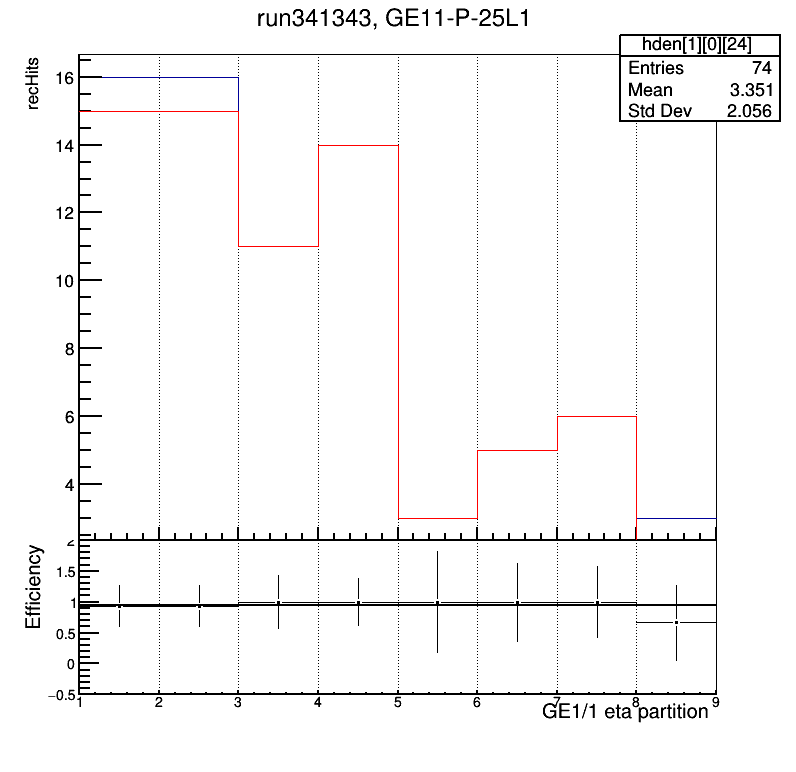 run341343, GE11-P-25L1
hden[1][0][24]
Entries 74
Mean 3.351
Std Dev 2.056
recHits
16
14
12
10
8
6
4
Efficiency
2
1.5
1
0.5
0
−0.5
1 2 3 4 5 6 7 8 9
GE1/1 eta partition